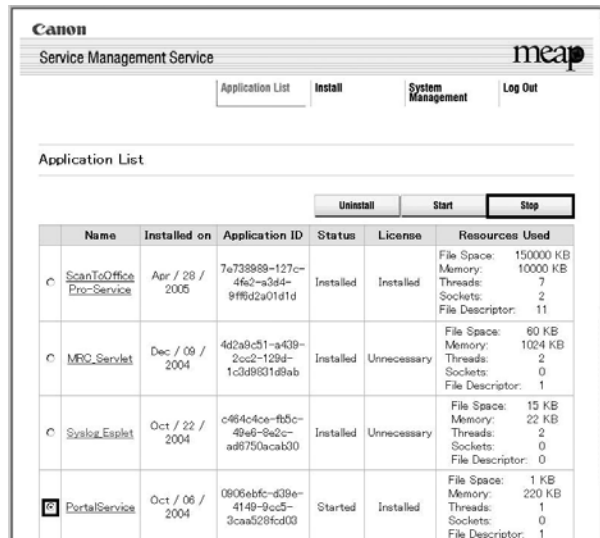 Canon
Service Management Service
meap
Application List
Install
System
Management
Log Out
Application List
Uninstall
Start
Stop
Name Installed on Application ID Status License Resources Used
ScanToOffice
Pro-Service
Apr / 28 /
2005
7e738989-127c-
4fe2-a3d4-
9ff6d2a01d1d
Installed
Installed
File Space: 150000 KB
Memory: 10000 KB
Threads: 7
Sockets: 2
File Descriptor: 11
MRC_Servlet
Dec / 09 /
2004
4d2a9c51-a439-
2cc2-129d-
1c3d9831d9ab
Installed
Unnecessary
File Space: 60 KB
Memory: 1024 KB
Threads: 2
Sockets: 0
File Descriptor: 1
Syslog_Esplet
Oct / 22 /
2004
c464c4ce-fb5c-
49e6-8e2c-
ad6750acab30
Installed
Unnecessary
File Space: 15 KB
Memory: 22 KB
Threads: 2
Sockets: 0
File Descriptor: 0
PortalService
Oct / 06 /
2004
0906ebfc-d39e-
4149-9cc5-
3caa528fcd03
Started
Installed
File Space: 1 KB
Memory: 220 KB
Threads: 1
Sockets: 0
File Descriptor: 1